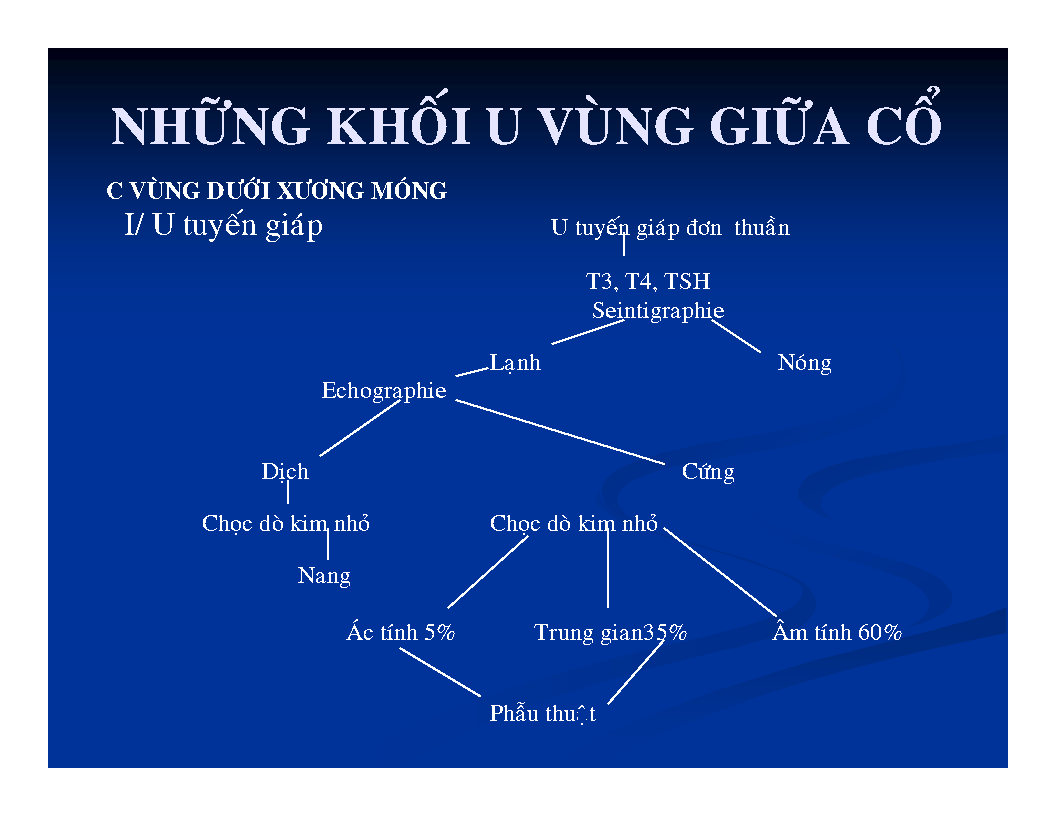 NHỮNG KHỐI U VÙNG GIỮA CỔ
C VÙNG DƯỚI XƯƠNG MÓNG
I/ U tuyến giáp
U tuyến giáp đơn thuần
T3, T4, TSH
Seintigraphie
Lạnh
Nóng
Echographie
Dịch
Cứng
Chọc dò kim nhỏ
Chọc dò kim nhỏ
Nang
Ác tính 5%
Trung gian35%
Âm tính 60%
Phẫu thuật